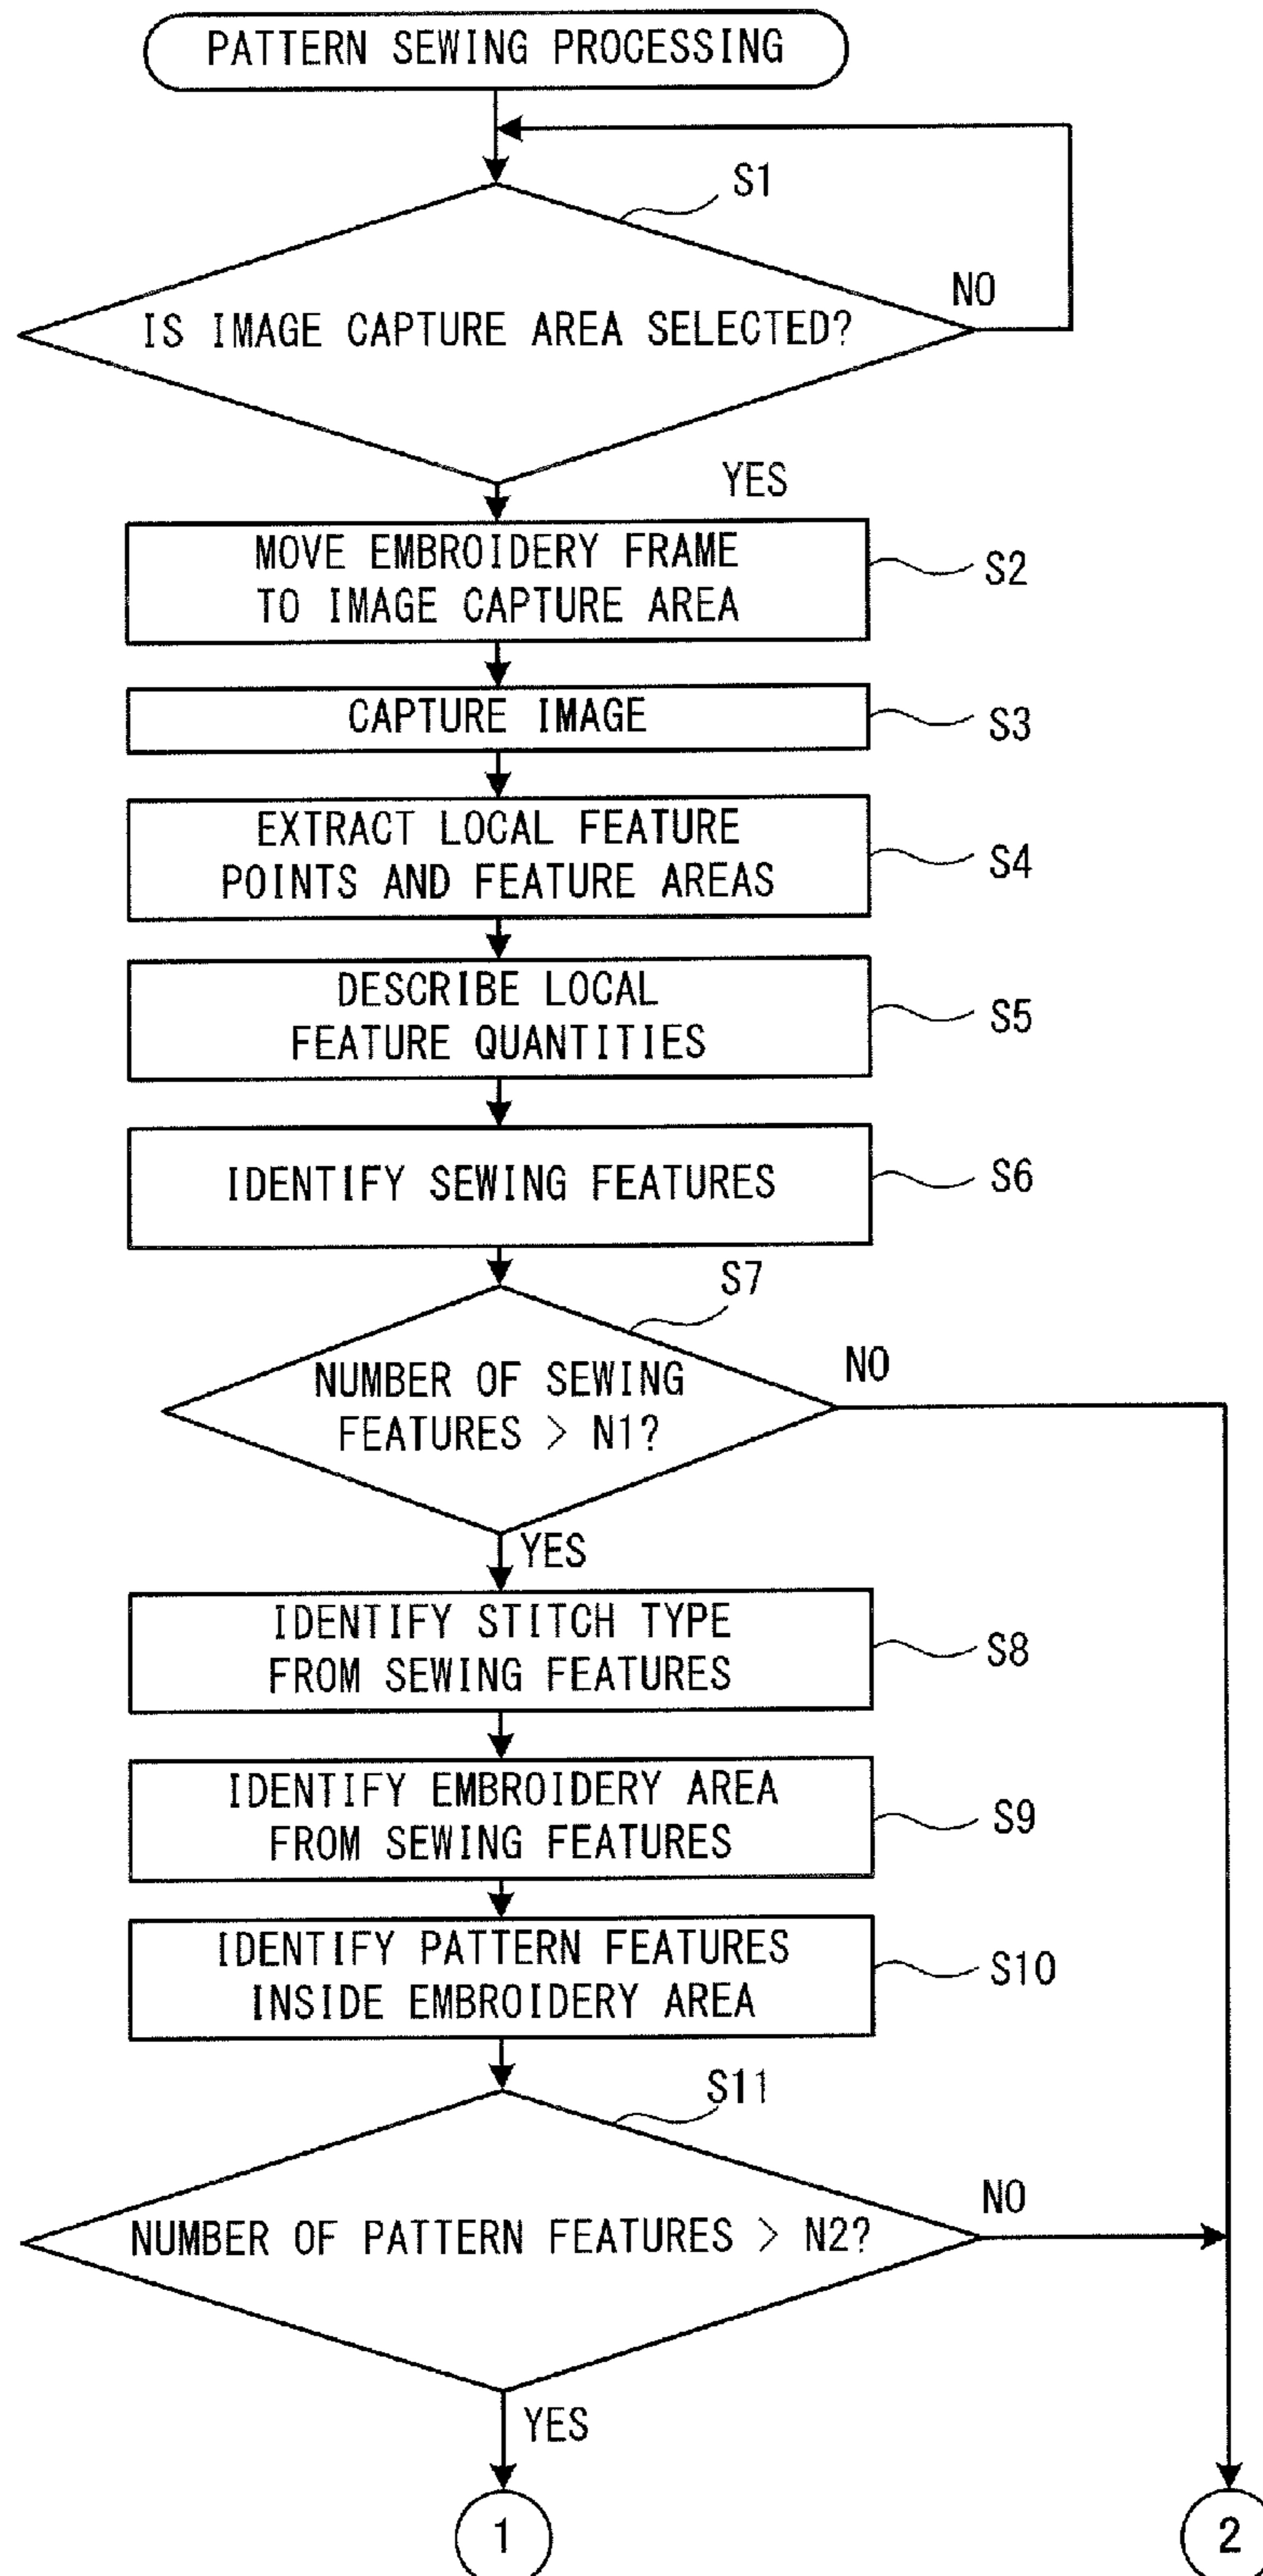 PATTERN SEWING PROCESSING
S1
IS IMAGE CAPTURE AREA SELECTED?
NO
YES
MOVE EMBROIDERY FRAME
TO IMAGE CAPTURE AREA
S2
CAPTURE IMAGE
S3
EXTRACT LOCAL FEATURE
POINTS AND FEATURE AREAS
S4
DESCRIBE LOCAL
FEATURE QUANTITIES
S5
IDENTIFY SEWING FEATURES
S6
S7
NUMBER OF SEWING
FEATURES > N1?
NO
YES
IDENTIFY STITCH TYPE
FROM SEWING FEATURES
S8
IDENTIFY EMBROIDERY AREA
FROM SEWING FEATURES
S9
IDENTIFY PATTERN FEATURES
INSIDE EMBROIDERY AREA
S10
S11
NUMBER OF PATTERN FEATURES > N2?
NO
YES
1
2